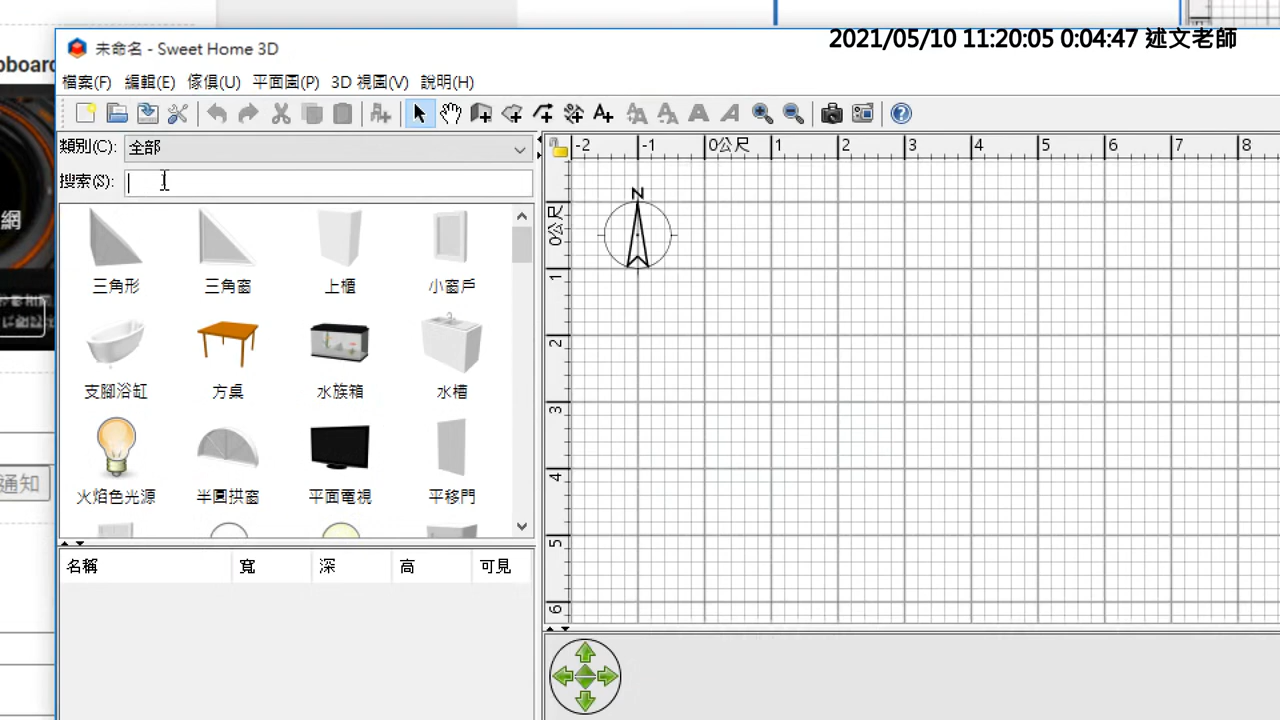 2021/05/10 11:20:05 0:04:47 述文老師
未命名 - Sweet Home 3D
檔案(F) 編輯(E) 傢俱(U) 平面圖(P) 3D 視圖(V) 說明(H)
類別(C): 全部
搜索(S):
三角形 三角窗 上櫃 小窗戶
支腳浴缸 方桌 水族箱 水槽
火焰色光源 半圓拱窗 平面電視 平移門
名稱 寬 深 高 可見
-2 -1 0公尺 1 2 3 4 5 6 7 8
0公尺
1
2
3
4
5
6
N
網
通知